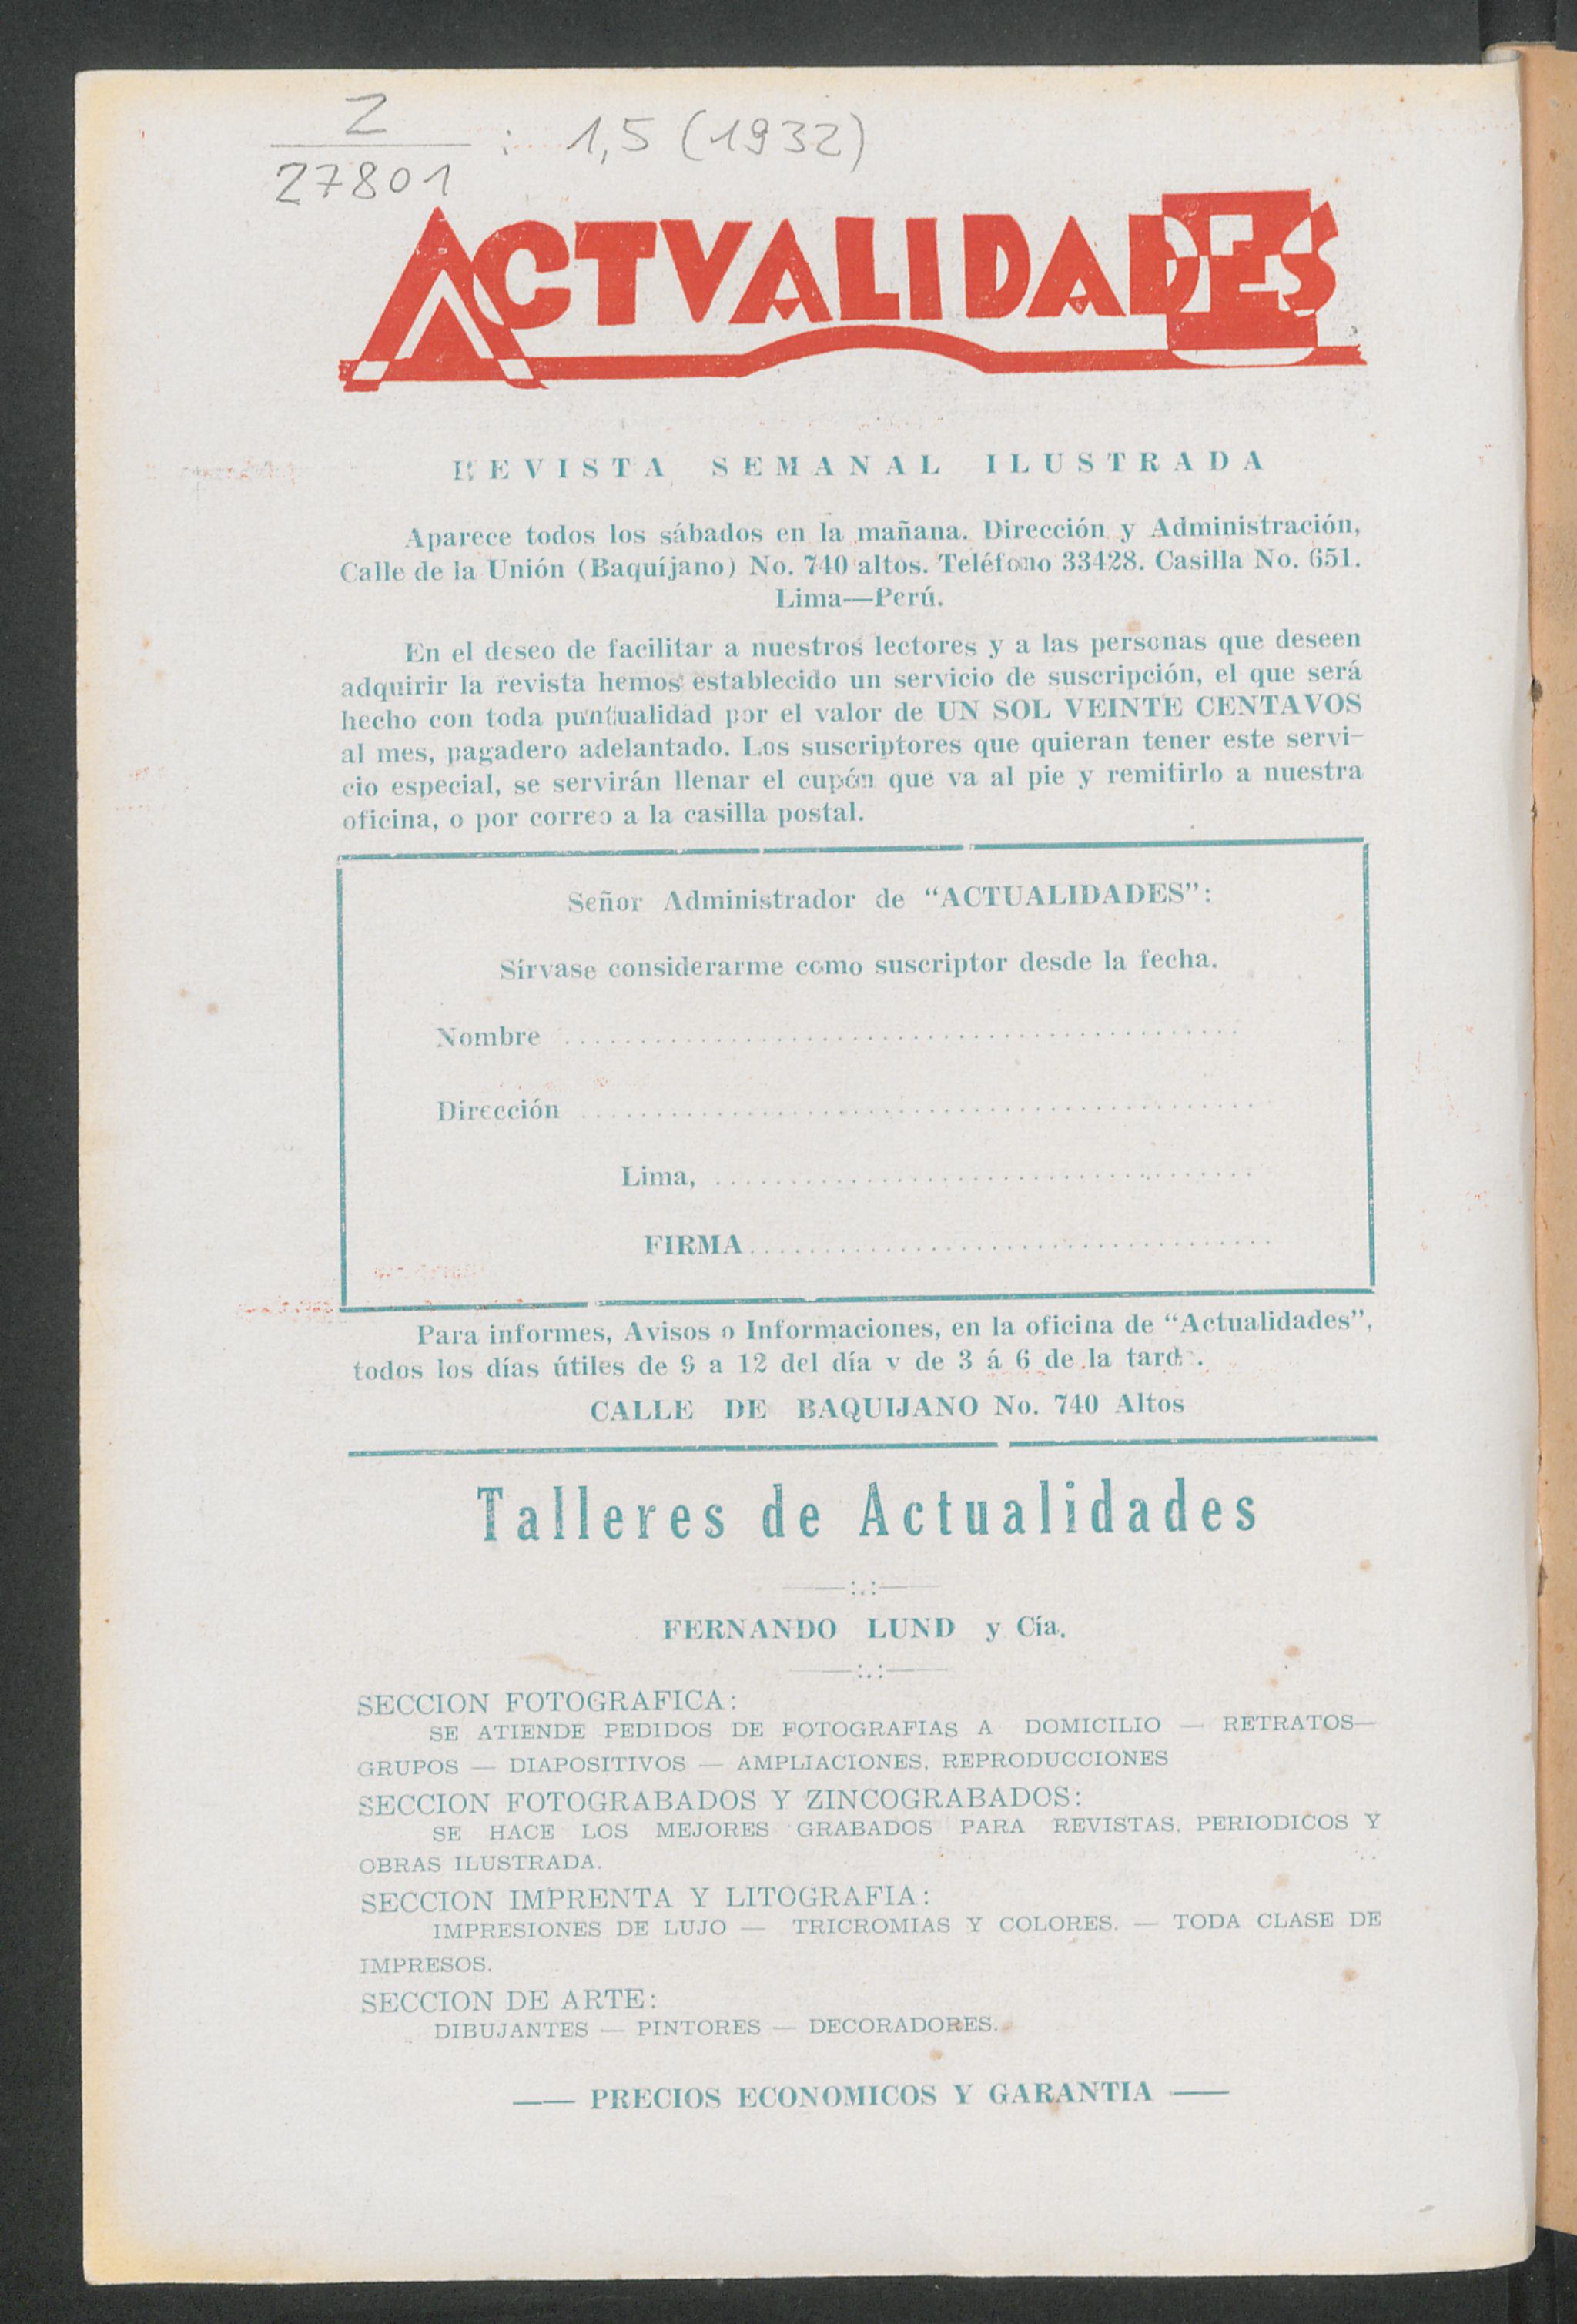 Z
27801 : 1,5 (1932)
ACTVALIDADES
REVISTA SEMANAL ILUSTRADA
Aparece todos los sábados en la mañana. Dirección y Administración,
Calle de la Unión (Baquíjano) No. 740 altos. Teléfono 33428. Casilla No. 651.
Lima—Perú.
En el deseo de facilitar a nuestros lectores y a las personas que deseen
adquirir la revista hemos establecido un servicio de suscripción, el que será
hecho con toda puntualidad por el valor de UN SOL VEINTE CENTAVOS
al mes, pagadero adelantado. Los suscriptores que quieran tener este servi-
cio especial, se servirán llenar el cupón que va al pie y remitirlo a nuestra
oficina, o por correo a la casilla postal.
Señor Administrador de “ACTUALIDADES”:
Sírvase considerarme como suscriptor desde la fecha.
Nombre ..............................................
Dirección ..............................................
Lima, .....................................
FIRMA...................................
Para informes, Avisos o Informaciones, en la oficina de “Actualidades”,
todos los días útiles de 9 a 12 del día y de 3 á 6 de la tarde.
CALLE DE BAQUIJANO No. 740 Altos
Talleres de Actualidades
——:.:——
FERNANDO LUND y Cía.
——:.:——
SECCION FOTOGRAFICA:
SE ATIENDE PEDIDOS DE FOTOGRAFIAS A DOMICILIO — RETRATOS—
GRUPOS — DIAPOSITIVOS — AMPLIACIONES, REPRODUCCIONES
SECCION FOTOGRABADOS Y ZINCOGRABADOS:
SE HACE LOS MEJORES GRABADOS PARA REVISTAS, PERIODICOS Y
OBRAS ILUSTRADA.
SECCION IMPRENTA Y LITOGRAFIA:
IMPRESIONES DE LUJO — TRICROMIAS Y COLORES. — TODA CLASE DE
IMPRESOS.
SECCION DE ARTE:
DIBUJANTES — PINTORES — DECORADORES.
—— PRECIOS ECONOMICOS Y GARANTIA ——